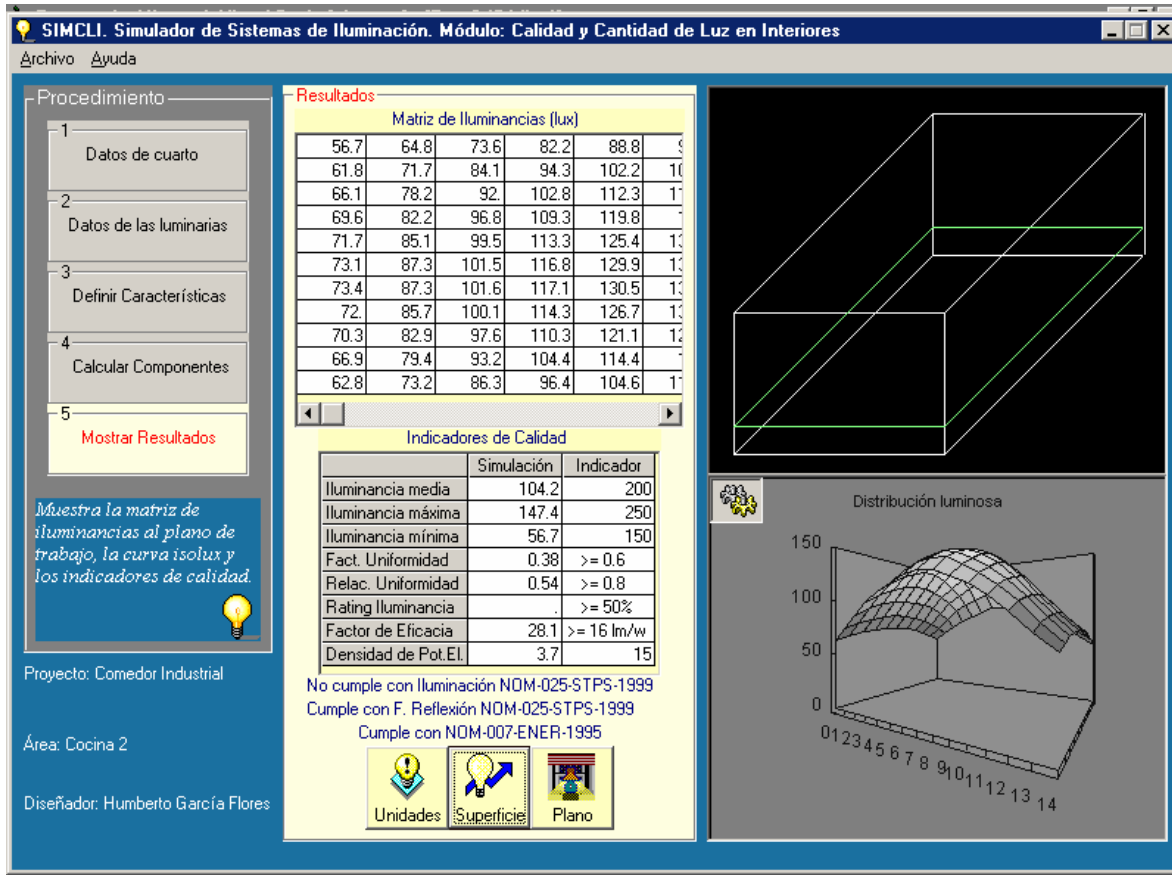 SIMCLI. Simulador de Sistemas de Iluminación. Módulo: Calidad y Cantidad de Luz en Interiores
Archivo Ayuda
Procedimiento
1
Datos de cuarto
2
Datos de las luminarias
3
Definir Características
4
Calcular Componentes
5
Mostrar Resultados
Muestra la matriz de
iluminancias al plano de
trabajo, la curva isolux y
los indicadores de calidad.
Proyecto: Comedor Industrial
Área: Cocina 2
Diseñador: Humberto García Flores
Resultados
Matriz de Iluminancias (lux)
56.7 64.8 73.6 82.2 88.8
61.8 71.7 84.1 94.3 102.2
66.1 78.2 92. 102.8 112.3
69.6 82.2 96.8 109.3 119.8
71.7 85.1 99.5 113.3 125.4
73.1 87.3 101.5 116.8 129.9
73.4 87.3 101.6 117.1 130.5
72. 85.7 100.1 114.3 126.7
70.3 82.9 97.6 110.3 121.1
66.9 79.4 93.2 104.4 114.4
62.8 73.2 86.3 96.4 104.6
Indicadores de Calidad
Simulación Indicador
Iluminancia media 104.2 200
Iluminancia máxima 147.4 250
Iluminancia mínima 56.7 150
Fact. Uniformidad 0.38 >= 0.6
Relac. Uniformidad 0.54 >= 0.8
Rating Iluminancia . >= 50%
Factor de Eficacia 28.1 >= 16 lm/w
Densidad de Pot.El. 3.7 15
No cumple con Iluminación NOM-025-STPS-1999
Cumple con F. Reflexión NOM-025-STPS-1999
Cumple con NOM-007-ENER-1995
Unidades Superficie Plano
Distribución luminosa
150
100
50
0
0 1 2 3 4 5 6 7 8 9 10 11 12 13 14